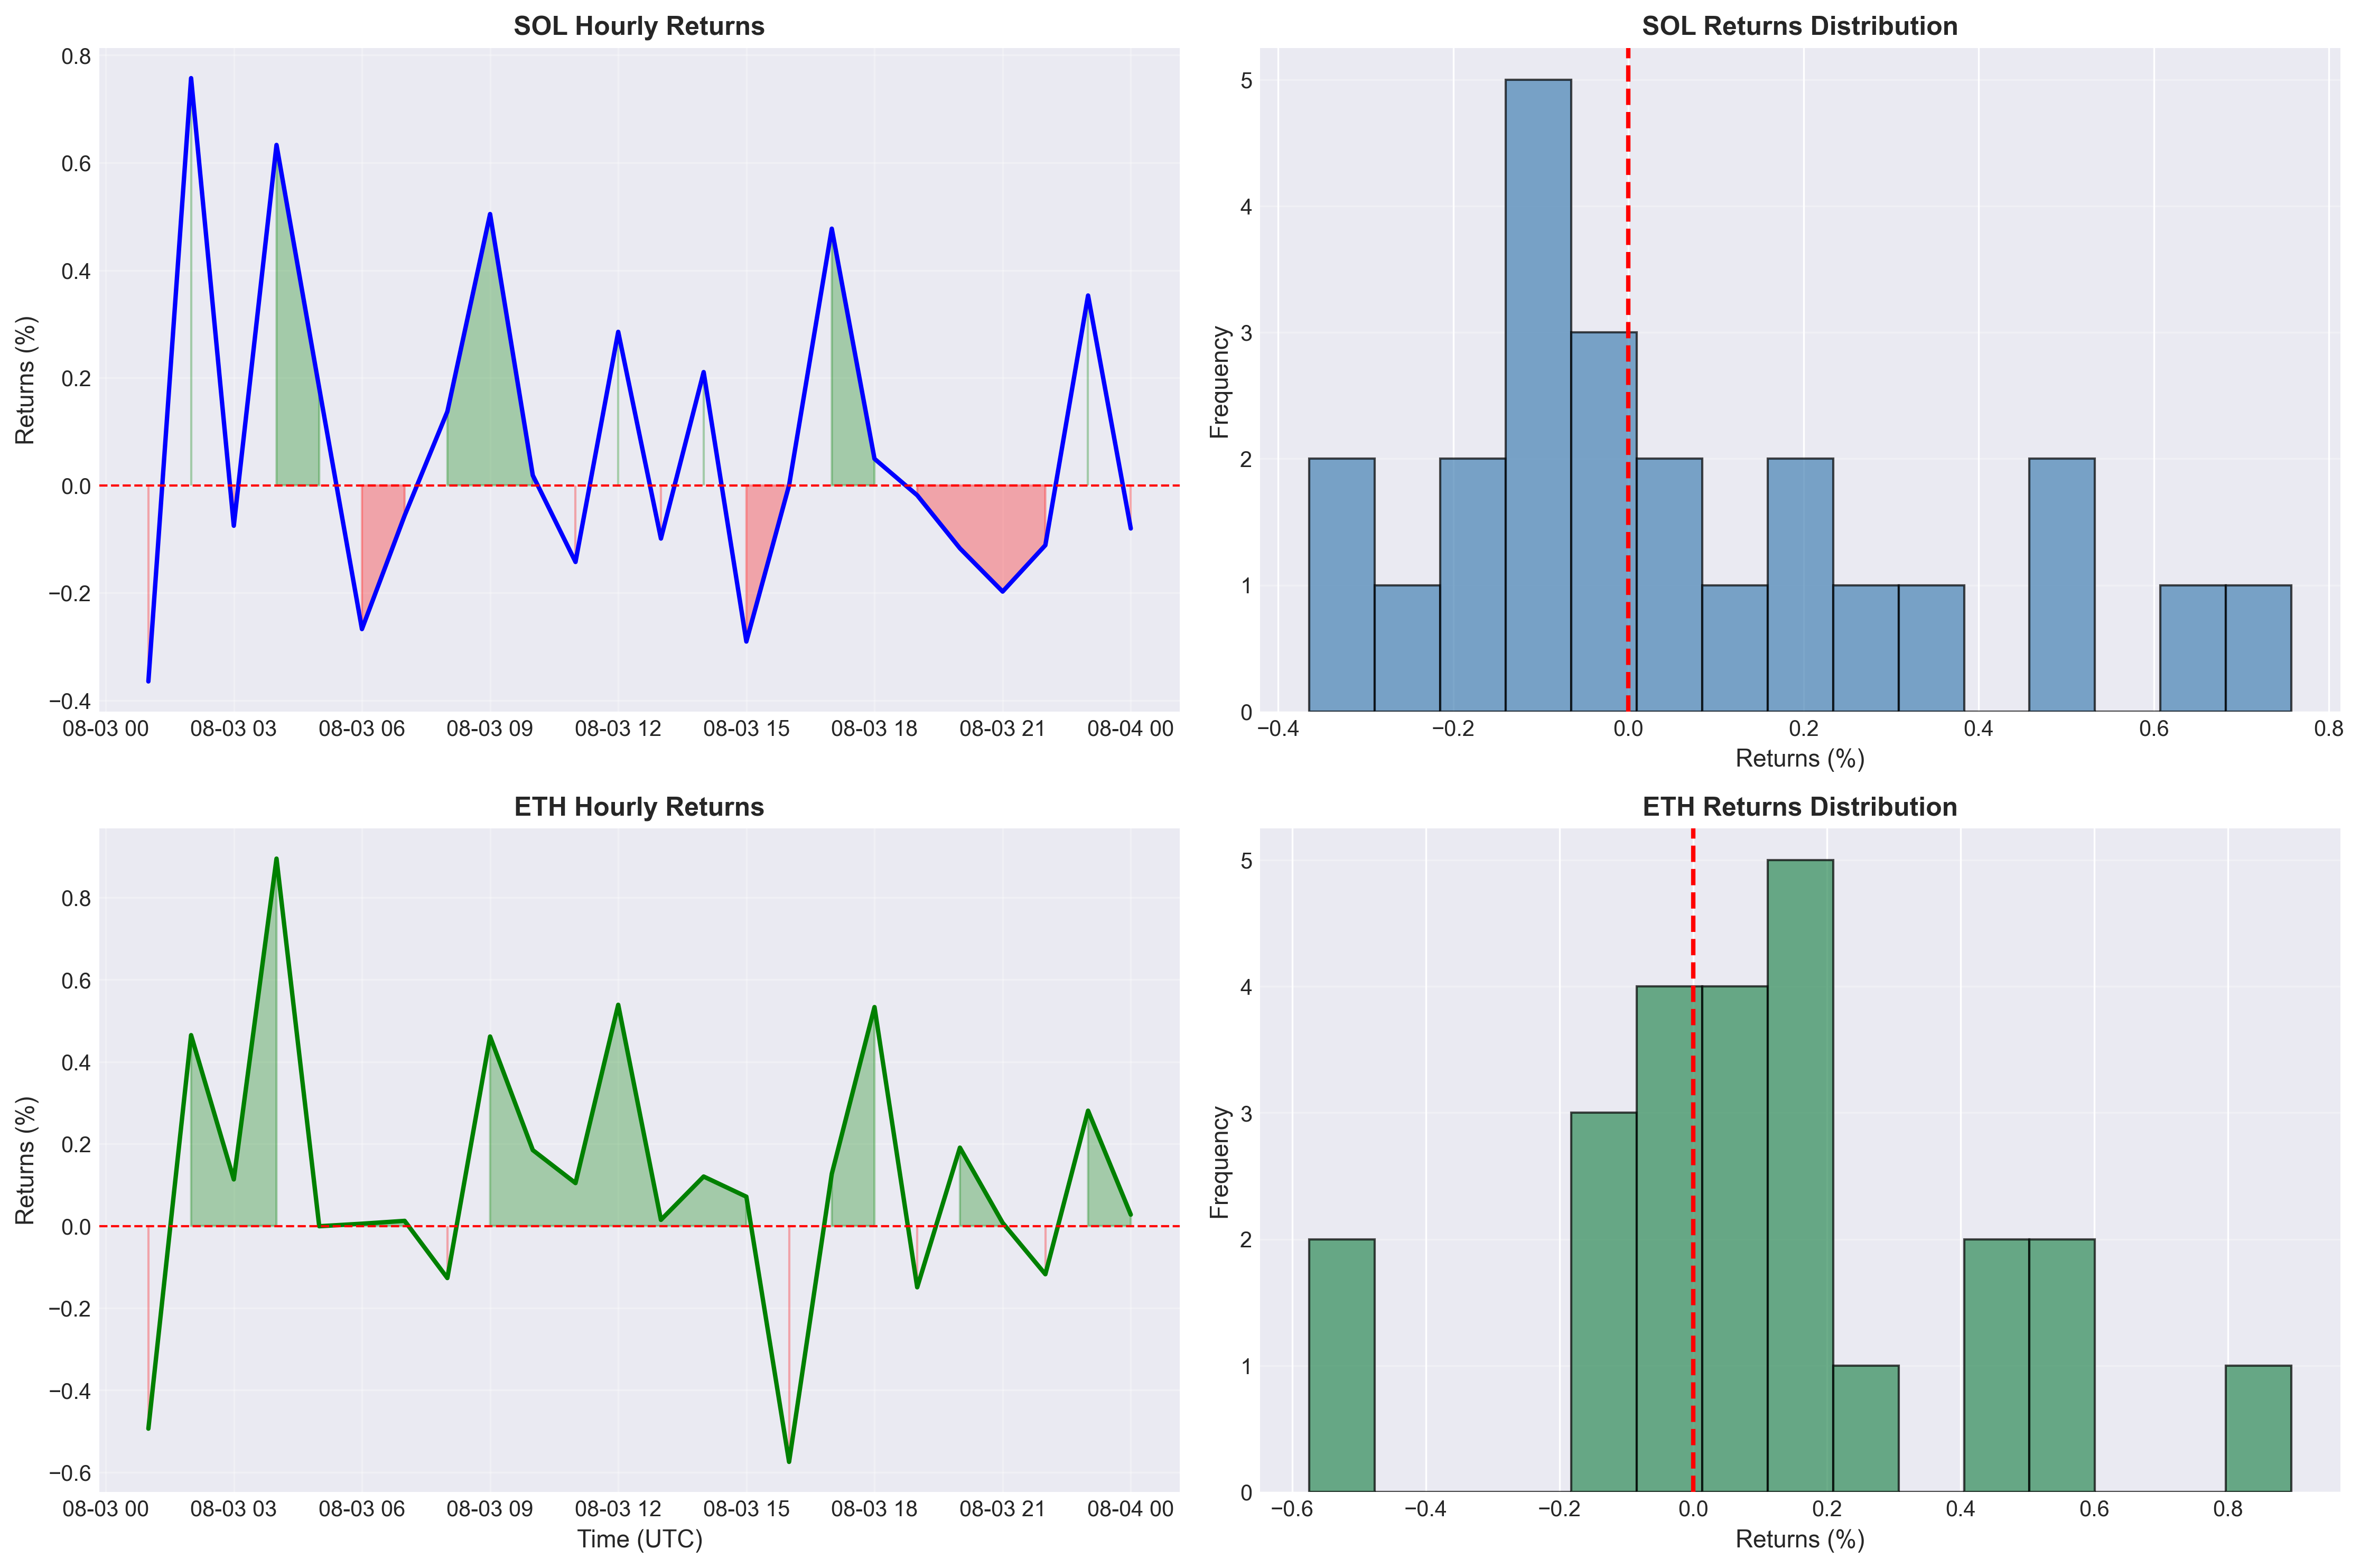 SOL Hourly Returns
Returns (%)
0.8
0.6
0.4
0.2
0.0
−0.2
−0.4
08-03 00 08-03 03 08-03 06 08-03 09 08-03 12 08-03 15 08-03 18 08-03 21 08-04 00
SOL Returns Distribution
Frequency
5
4
3
2
1
0
−0.4 −0.2 0.0 0.2 0.4 0.6 0.8
Returns (%)
ETH Hourly Returns
Returns (%)
0.8
0.6
0.4
0.2
0.0
−0.2
−0.4
−0.6
08-03 00 08-03 03 08-03 06 08-03 09 08-03 12 08-03 15 08-03 18 08-03 21 08-04 00
Time (UTC)
ETH Returns Distribution
Frequency
5
4
3
2
1
0
−0.6 −0.4 −0.2 0.0 0.2 0.4 0.6 0.8
Returns (%)